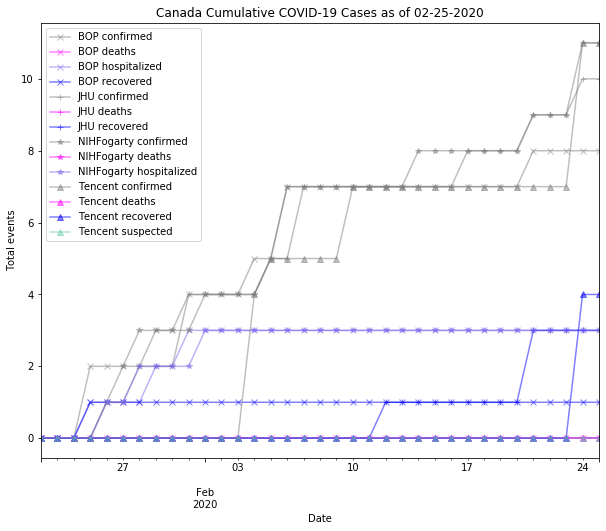 Canada Cumulative COVID-19 Cases as of 02-25-2020
BOP confirmed
BOP deaths
BOP hospitalized
BOP recovered
JHU confirmed
JHU deaths
JHU recovered
NIHFogarty confirmed
NIHFogarty deaths
NIHFogarty hospitalized
Tencent confirmed
Tencent deaths
Tencent recovered
Tencent suspected
Total events
10
8
6
4
2
0
27 03 10 17 24
Feb
2020
Date